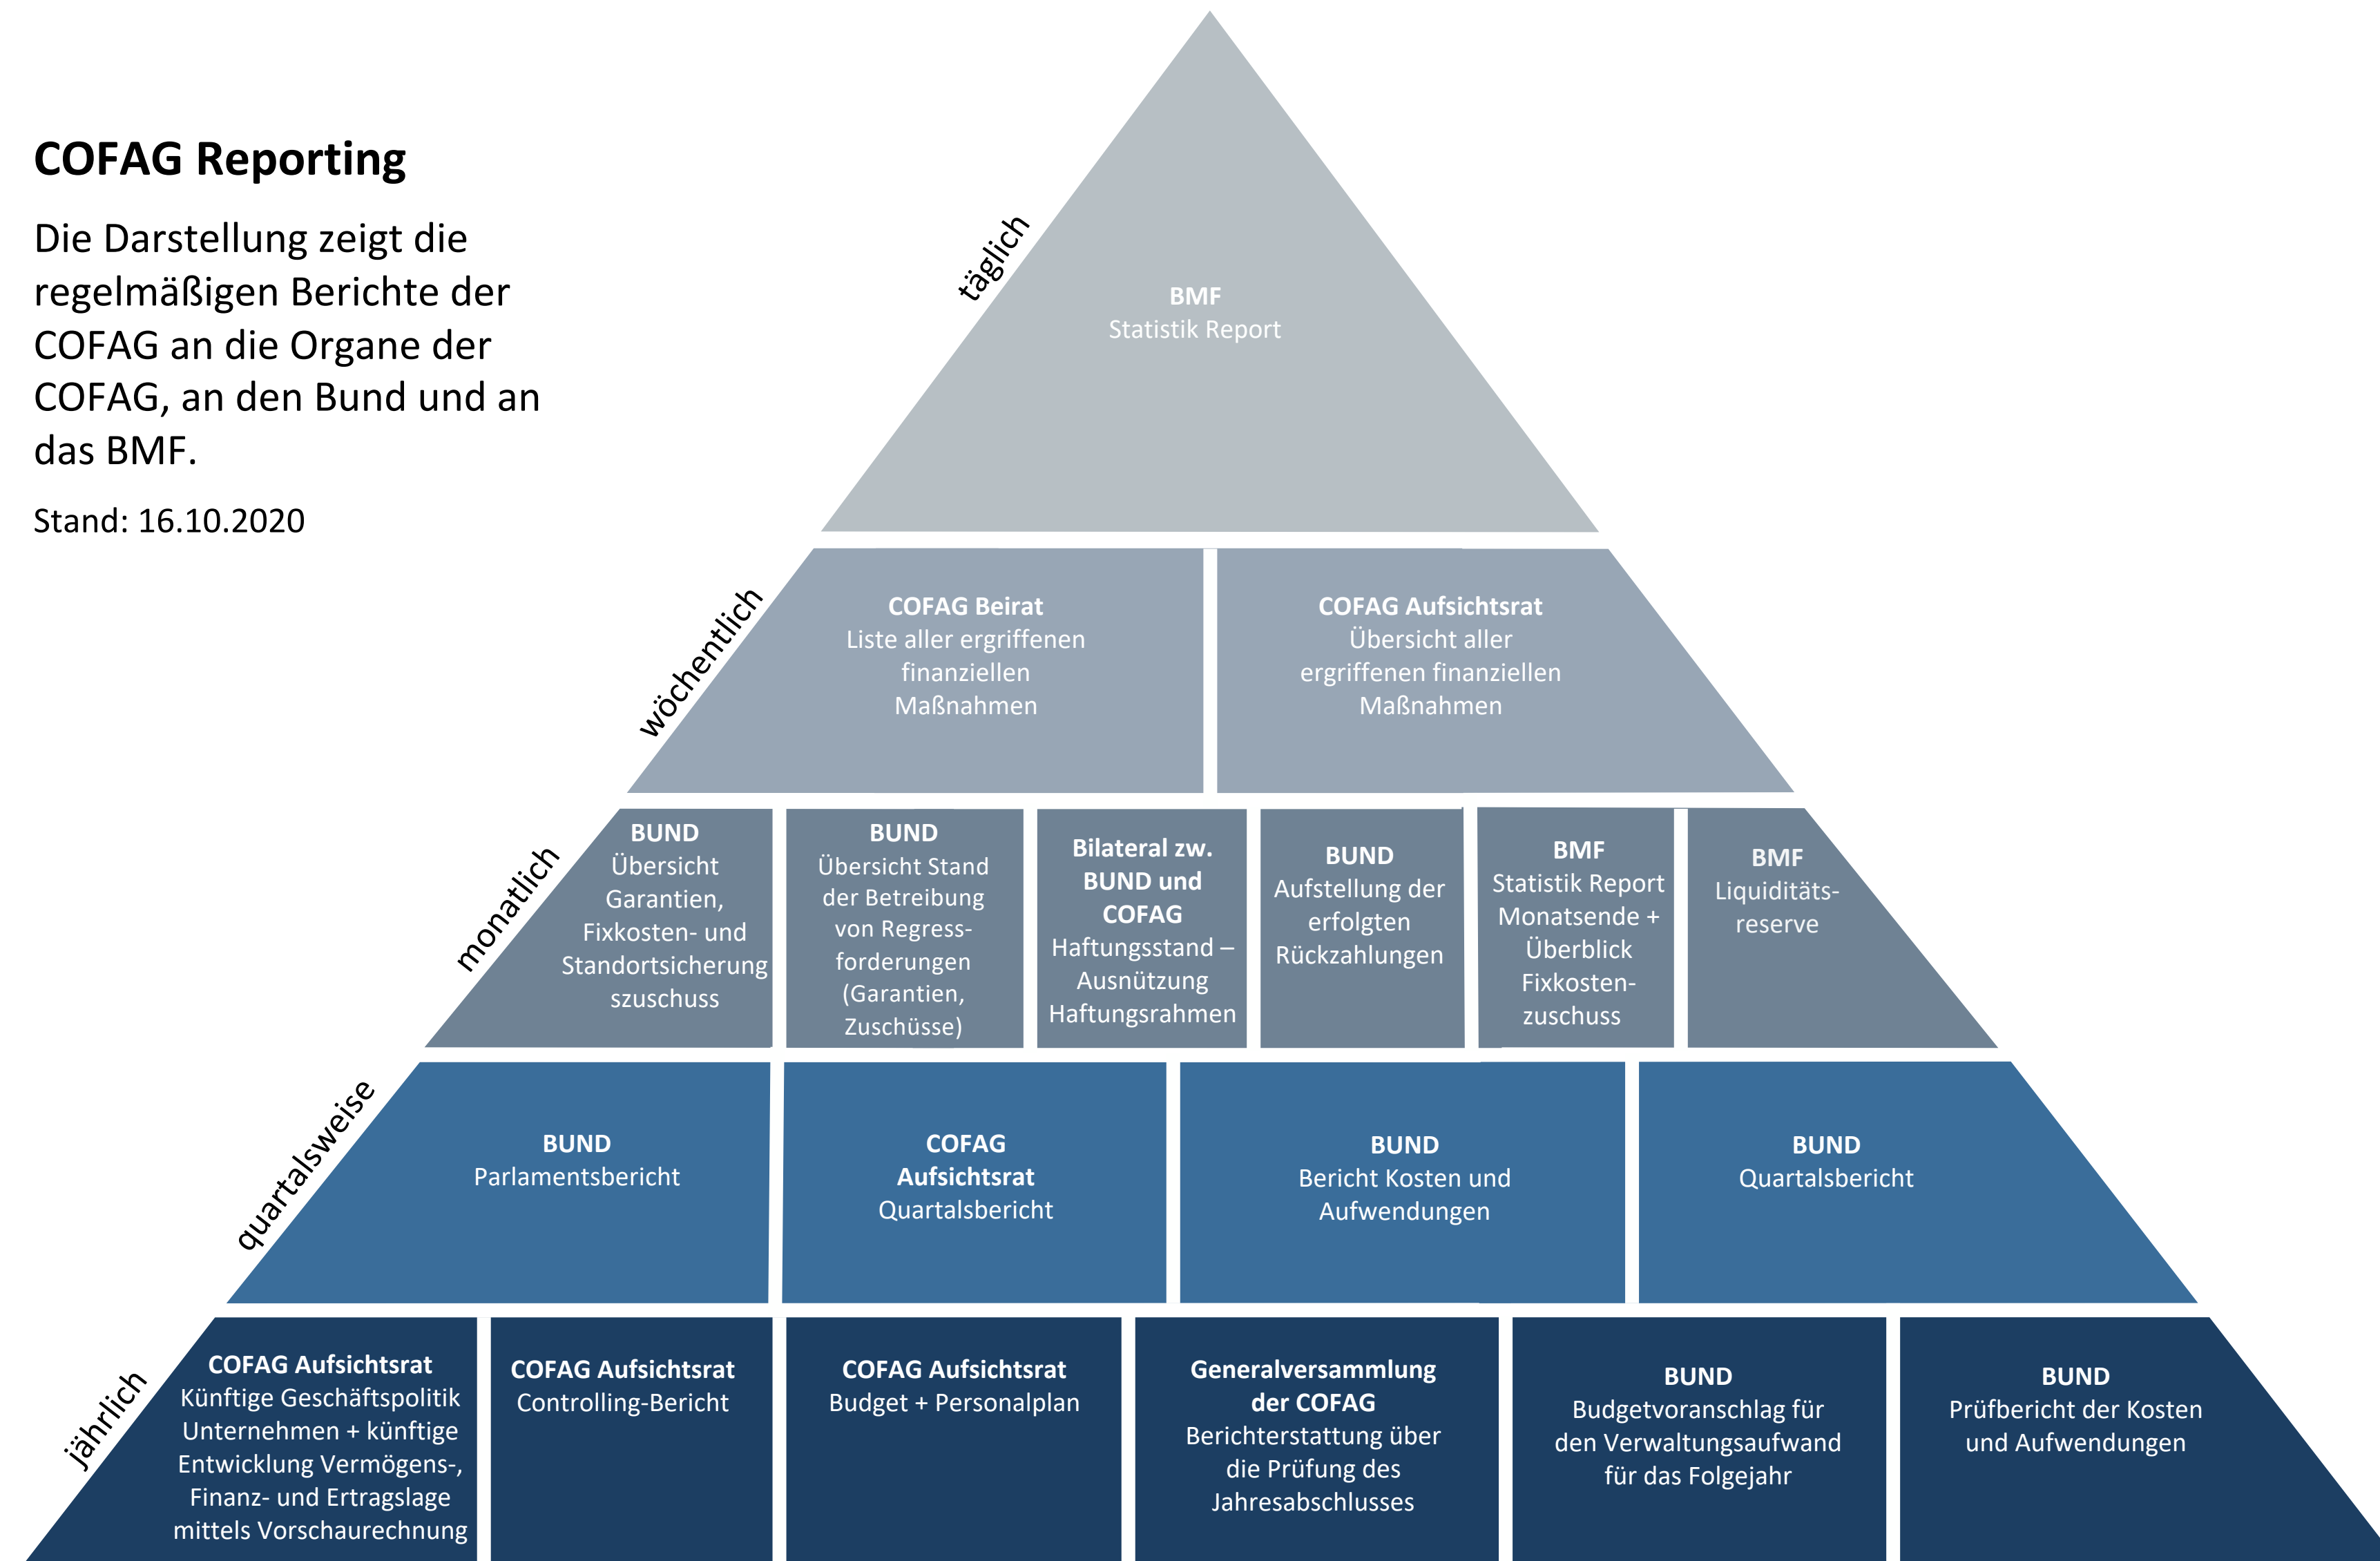 COFAG Reporting
Die Darstellung zeigt die
regelmäßigen Berichte der
COFAG an die Organe der
COFAG, an den Bund und an
das BMF.
Stand: 16.10.2020
täglich
BMF
Statistik Report
wöchentlich
COFAG Beirat
Liste aller ergriffenen
finanziellen
Maßnahmen
COFAG Aufsichtsrat
Übersicht aller
ergriffenen finanziellen
Maßnahmen
monatlich
BUND
Übersicht
Garantien,
Fixkosten- und
Standortsicherung
szuschuss
BUND
Übersicht Stand
der Betreibung
von Regress-
forderungen
(Garantien,
Zuschüsse)
Bilateral zw.
BUND und
COFAG
Haftungsstand –
Ausnützung
Haftungsrahmen
BUND
Aufstellung der
erfolgten
Rückzahlungen
BMF
Statistik Report
Monatsende +
Überblick
Fixkosten-
zuschuss
BMF
Liquiditäts-
reserve
quartalsweise
BUND
Parlamentsbericht
COFAG
Aufsichtsrat
Quartalsbericht
BUND
Bericht Kosten und
Aufwendungen
BUND
Quartalsbericht
jährlich
COFAG Aufsichtsrat
Künftige Geschäftspolitik
Unternehmen + künftige
Entwicklung Vermögens-,
Finanz- und Ertragslage
mittels Vorschaurechnung
COFAG Aufsichtsrat
Controlling-Bericht
COFAG Aufsichtsrat
Budget + Personalplan
Generalversammlung
der COFAG
Berichterstattung über
die Prüfung des
Jahresabschlusses
BUND
Budgetvoranschlag für
den Verwaltungsaufwand
für das Folgejahr
BUND
Prüfbericht der Kosten
und Aufwendungen